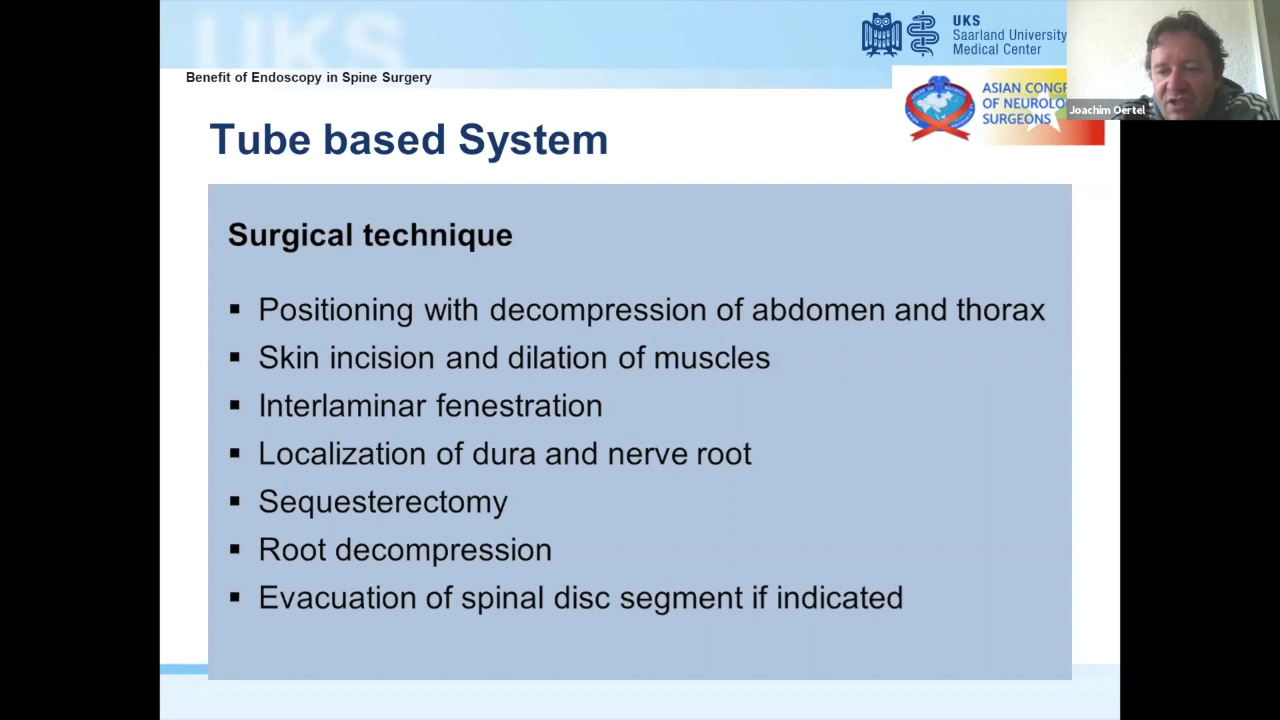 UKS
UKS
Saarland University
Medical Center
Benefit of Endoscopy in Spine Surgery
ASIAN
OF
SURGEONS
Joachim Oertel
Tube based System
Surgical technique
▪ Positioning with decompression of abdomen and thorax
▪ Skin incision and dilation of muscles
▪ Interlaminar fenestration
▪ Localization of dura and nerve root
▪ Sequesterectomy
▪ Root decompression
▪ Evacuation of spinal disc segment if indicated